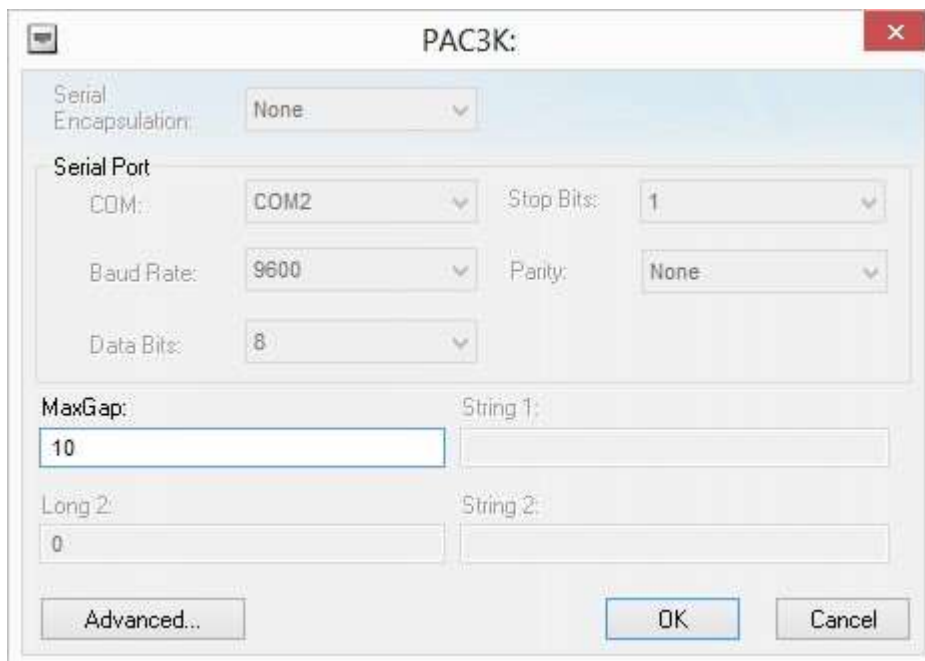 PAC3K:
Serial
Encapsulation:
None
Serial Port
COM: COM2 Stop Bits: 1
Baud Rate: 9600 Parity: None
Data Bits: 8
MaxGap: String 1:
10
Long 2: String 2:
0
Advanced... OK Cancel